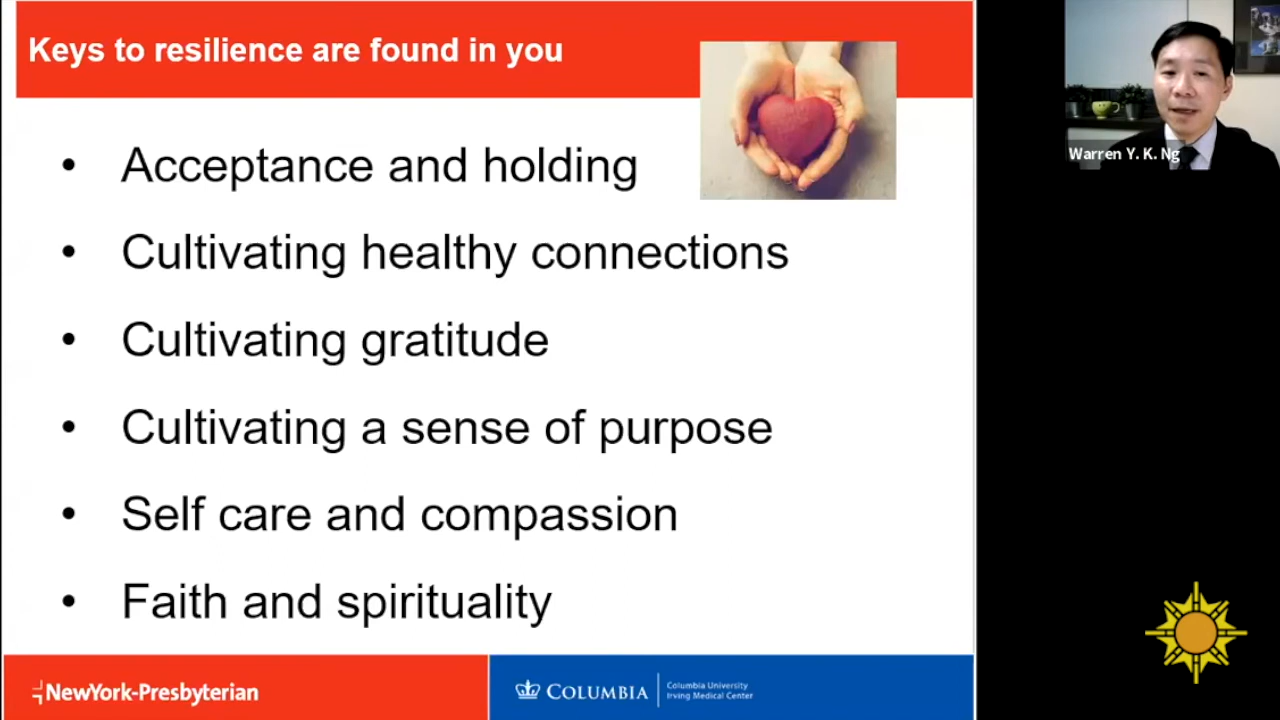 Keys to resilience are found in you
• Acceptance and holding
• Cultivating healthy connections
• Cultivating gratitude
• Cultivating a sense of purpose
• Self care and compassion
• Faith and spirituality
NewYork-Presbyterian
COLUMBIA
Columbia University
Irving Medical Center
Warren Y. K. Ng